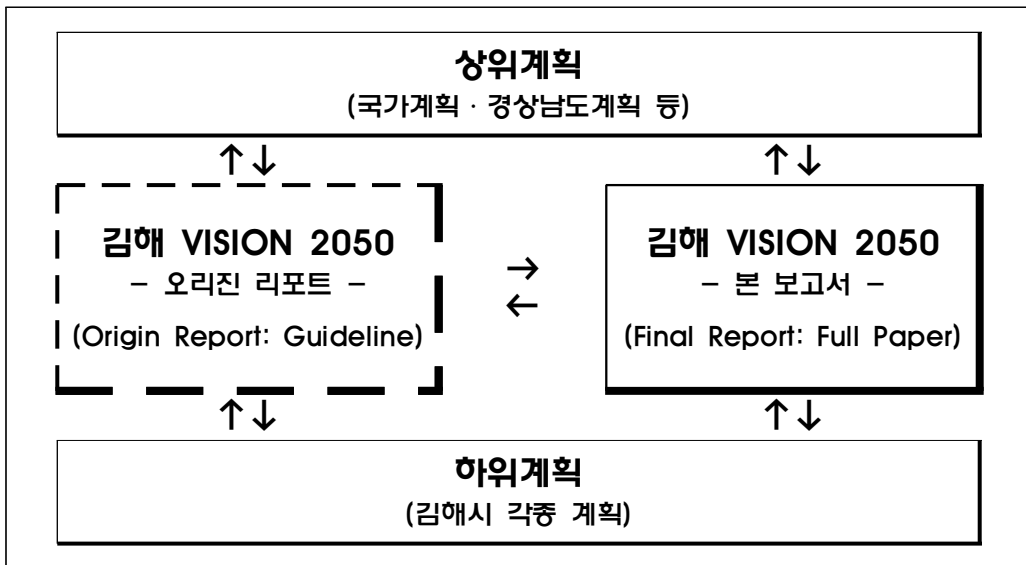 상위계획
(국가계획 · 경상남도계획 등)
↑↓
↑↓
김해 VISION 2050
– 오리진 리포트 –
(Origin Report: Guideline)
→
←
김해 VISION 2050
– 본 보고서 –
(Final Report: Full Paper)
↑↓
↑↓
하위계획
(김해시 각종 계획)